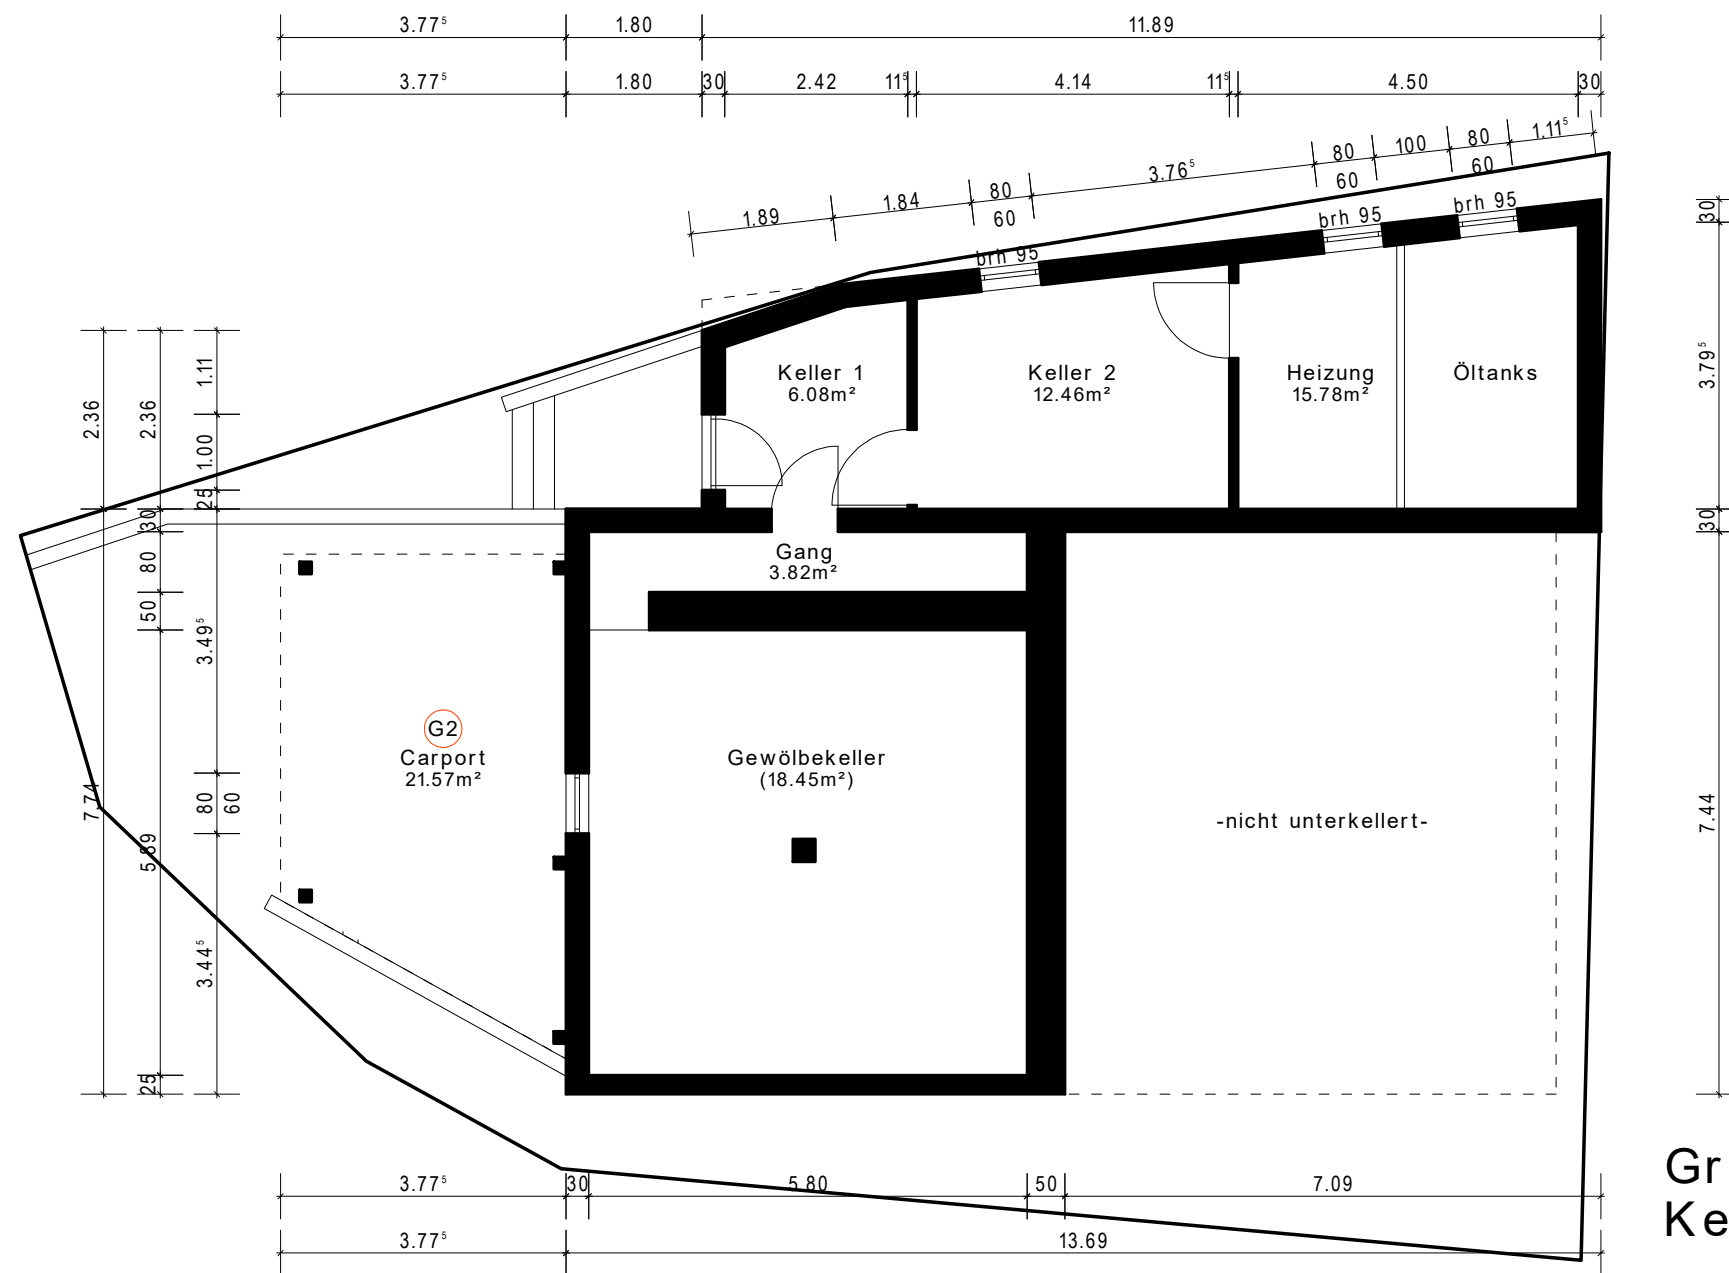 3.77⁵ 1.80 11.89
3.77⁵ 1.80 30 2.42 11⁵ 4.14 11⁵ 4.50 30
1.89 1.84 80 3.76⁵ 80 100 80 1.11⁵
60 60 60
brh 95 brh 95 brh 95
Keller 1
6.08m²
Keller 2
12.46m²
Heizung
15.78m²
Öltanks
2.36 2.36 1.11
1.00
25
30
80
50
3.49⁵
80
60
7.74
5.89
3.44⁵
25
30
3.79⁵
30
7.44
Gang
3.82m²
G2
Carport
21.57m²
Gewölbekeller
(18.45m²)
-nicht unterkellert-
3.77⁵ 30 5.80 50 7.09
3.77⁵ 13.69
Gr
Ke